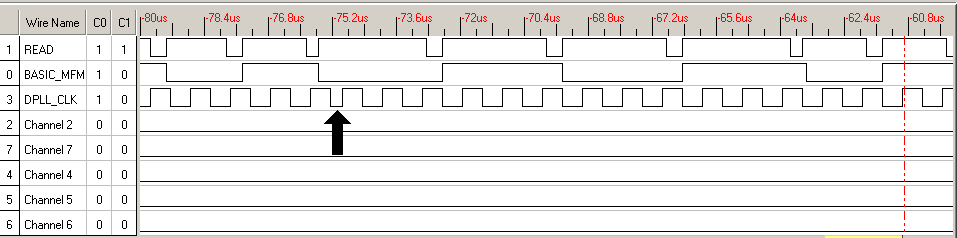 Wire Name C0 C1 -80us -78.4us -76.8us -75.2us -73.6us -72us -70.4us -68.8us -67.2us -65.6us -64us -62.4us -60.8us
1 READ 1 1
0 BASIC_MFM 1 0
3 DPLL_CLK 1 0
2 Channel 2 0 0
7 Channel 7 0 0
4 Channel 4 0 0
5 Channel 5 0 0
6 Channel 6 0 0